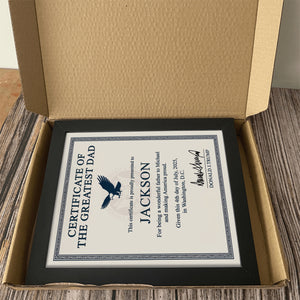 CERTIFICATE OF
THE GREATEST DAD
This certificate is proudly presented to
JACKSON
For being a wonderful father to Michael
and making America proud.
Given this 4th day of July, 2025,
in Washington, D.C.
DONALD J. TRUMP